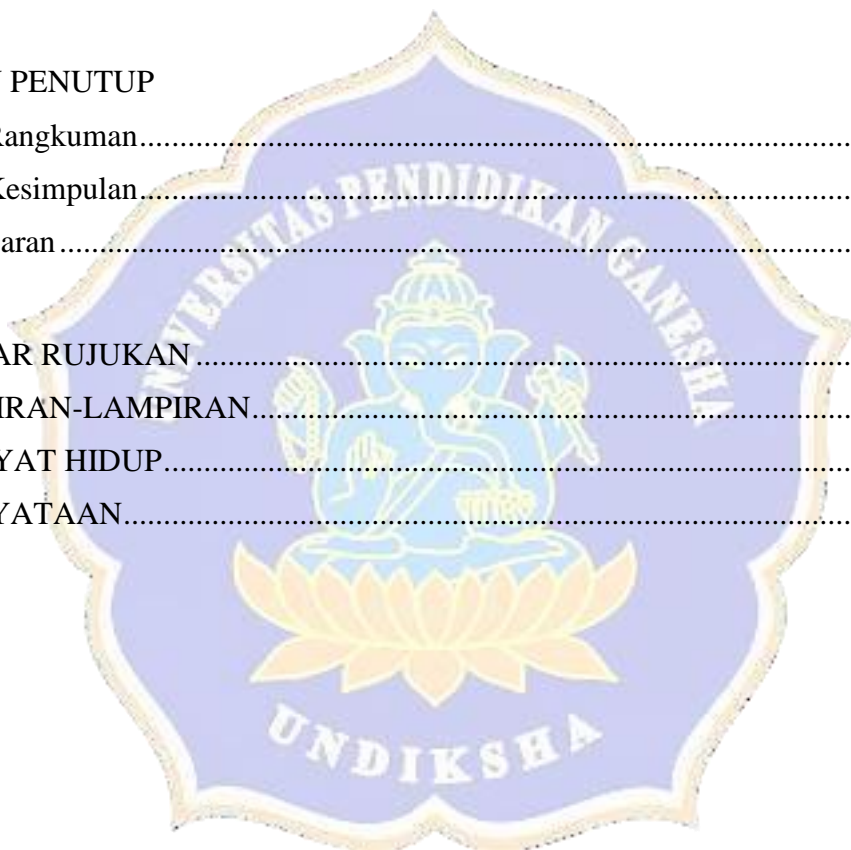 PENUTUP
Rangkuman..........................................................................................
Kesimpulan..........................................................................................
aran ..................................................................................................
UNIVERSITAS PENDIDIKAN GANESHA
AR RUJUKAN ...................................................................................
IRAN-LAMPIRAN............................................................................
YAT HIDUP.......................................................................................
YATAAN............................................................................................
UNDIKSHA